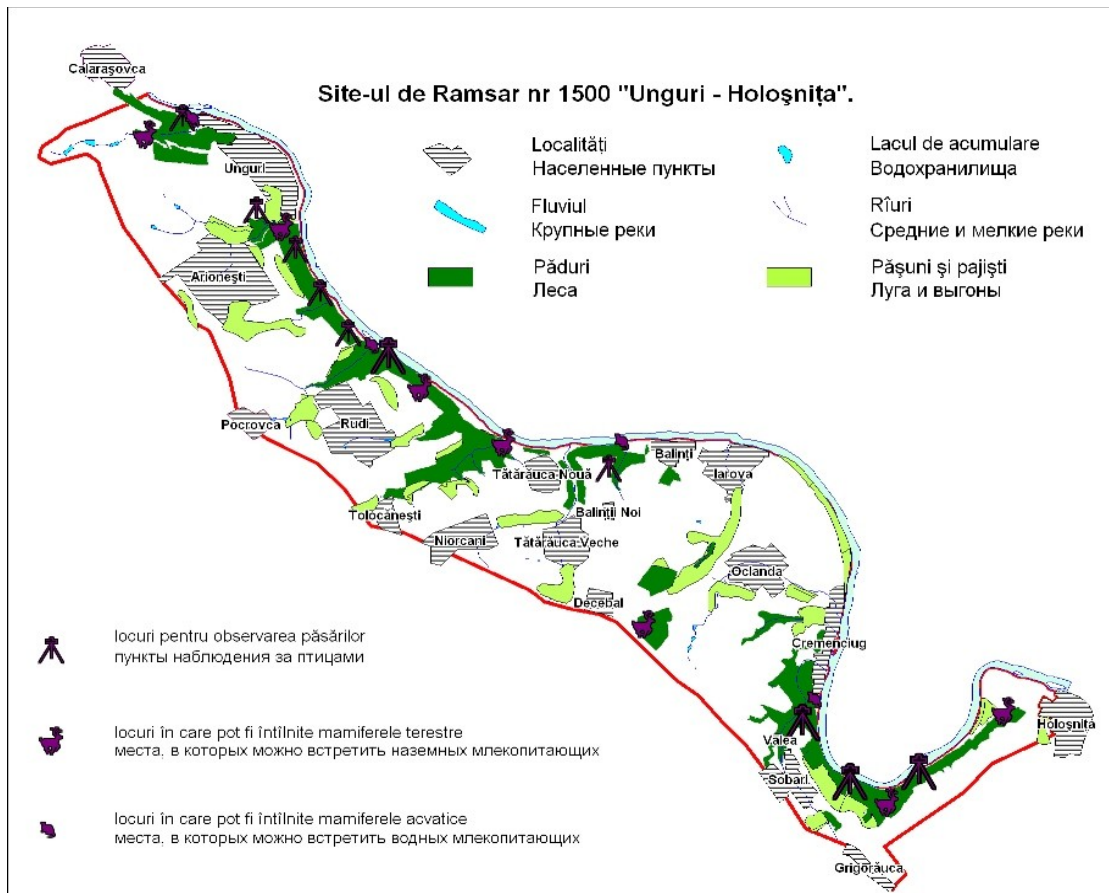 Calaraşovca
Site-ul de Ramsar nr 1500 "Unguri - Holoşniţa".
Localităţi
Населенные пункты
Lacul de acumulare
Водохранилища
Fluviul
Крупные реки
Rîuri
Средние и мелкие реки
Păduri
Леса
Păşuni şi pajişti
Луга и выгоны
Unguri
Arioneşti
Pocrovca
Rudi
Tătărăuca Nouă
Balinţi
Iarova
Tolocăneşti
Balinţii Noi
Niorcani
Tătărăuca Veche
Oclanda
Decebal
Cremenciug
Valea
Holoşniţa
Sobari
Grigorăuca
locuri pentru observarea păsărilor
пункты наблюдения за птицами
locuri în care pot fi întîlnite mamiferele terestre
места, в которых можно встретить наземных млекопитающих
locuri în care pot fi întîlnite mamiferele acvatice
места, в которых можно встретить водных млекопитающих